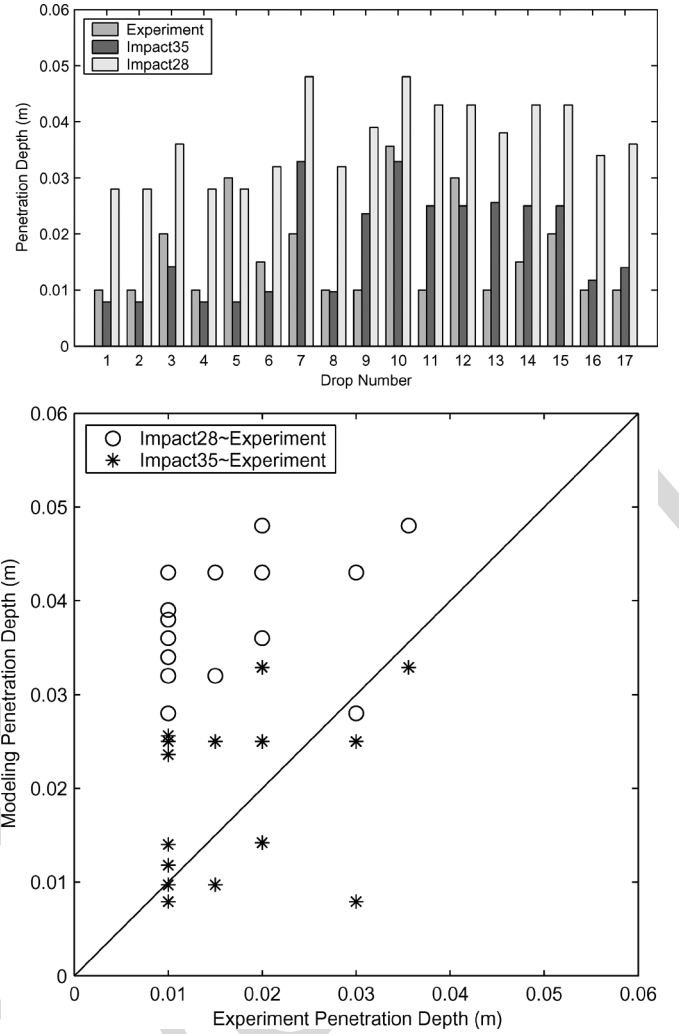 0.06
0.05
0.04
0.03
0.02
0.01
0
Penetration Depth (m)
Experiment
Impact35
Impact28
1 2 3 4 5 6 7 8 9 10 11 12 13 14 15 16 17
Drop Number
0.06
0.05
0.04
0.03
0.02
0.01
0
Modeling Penetration Depth (m)
Impact28~Experiment
Impact35~Experiment
0 0.01 0.02 0.03 0.04 0.05 0.06
Experiment Penetration Depth (m)